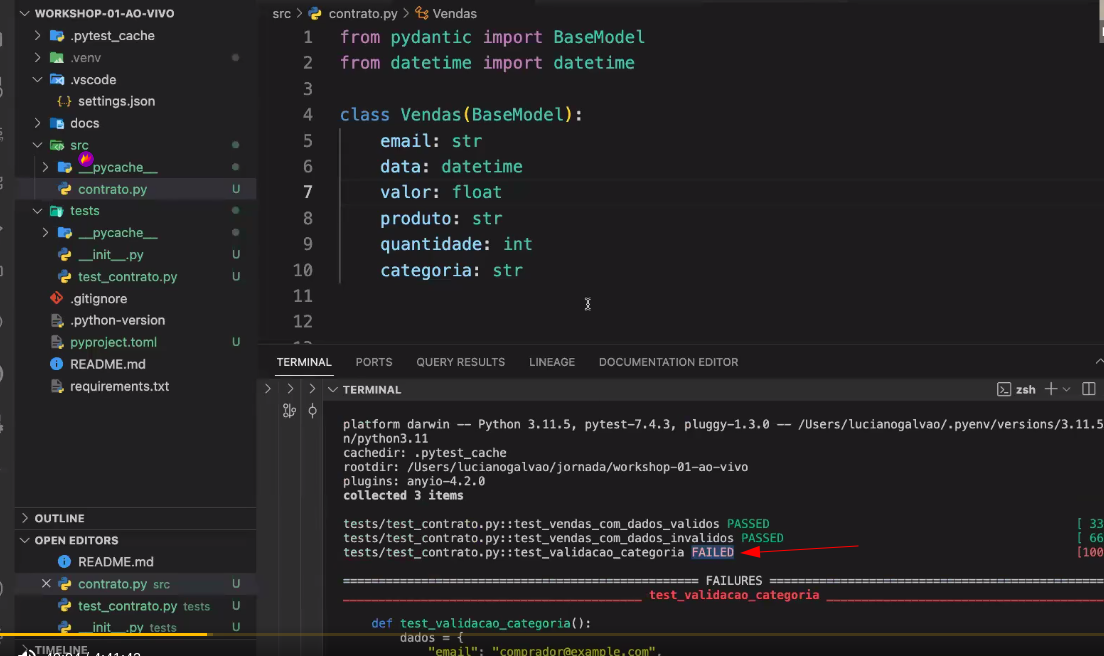 WORKSHOP-01-AO-VIVO
.pytest_cache
.venv
.vscode
{..} settings.json
docs
src
__pycache__
contrato.py U
tests
__pycache__
__init__.py U
test_contrato.py U
.gitignore
.python-version
pyproject.toml U
README.md
requirements.txt
OUTLINE
OPEN EDITORS
README.md
contrato.py src U
test_contrato.py tests U
__init__.py tests U
TIMELINE
src > contrato.py > Vendas
1 from pydantic import BaseModel
2 from datetime import datetime
3
4 class Vendas(BaseModel):
5 email: str
6 data: datetime
7 valor: float
8 produto: str
9 quantidade: int
10 categoria: str
11
12
TERMINAL PORTS QUERY RESULTS LINEAGE DOCUMENTATION EDITOR
TERMINAL zsh
platform darwin -- Python 3.11.5, pytest-7.4.3, pluggy-1.3.0 -- /Users/lucianogalvao/.pyenv/versions/3.11.5
n/python3.11
cachedir: .pytest_cache
rootdir: /Users/lucianogalvao/jornada/workshop-01-ao-vivo
plugins: anyio-4.2.0
collected 3 items
tests/test_contrato.py::test_vendas_com_dados_validos PASSED [ 33
tests/test_contrato.py::test_vendas_com_dados_invalidos PASSED [ 66
tests/test_contrato.py::test_validacao_categoria FAILED [100
FAILURES
test_validacao_categoria
def test_validacao_categoria():
dados = {
"email": "comprador@example.com",